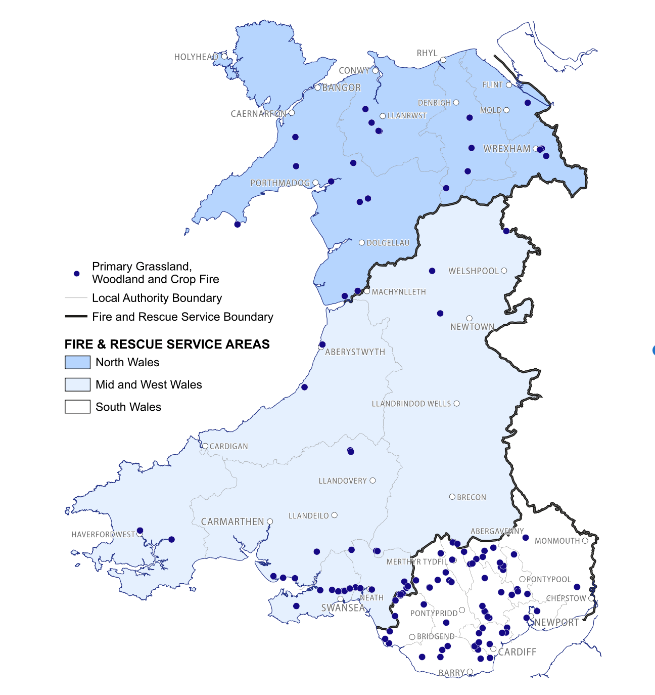 RHYL
HOLYHEAD
CONWY
BANGOR
FLINT
DENBIGH
CAERNARFON
LLANRWST
MOLD
WREXHAM
PORTHMADOG
DOLGELLAU
Primary Grassland,
Woodland and Crop Fire
WELSHPOOL
Local Authority Boundary
MACHYNLLETH
Fire and Rescue Service Boundary
NEWTOWN
FIRE & RESCUE SERVICE AREAS
ABERYSTWYTH
North Wales
Mid and West Wales
South Wales
LLANDRINDOD WELLS
CARDIGAN
LLANDOVERY
BRECON
LLANDEILO
CARMARTHEN
HAVERFORDWEST
ABERGAVENNY
MONMOUTH
MERTHYR TYDFIL
PONTYPOOL
NEATH
CHEPSTOW
SWANSEA
PONTYPRIDD
NEWPORT
BRIDGEND
CARDIFF
BARRY